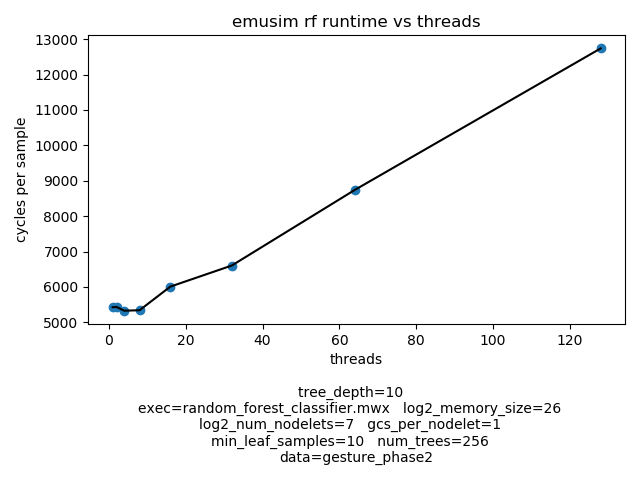 emusim rf runtime vs threads
13000
12000
11000
10000
9000
8000
7000
6000
5000
cycles per sample
0 20 40 60 80 100 120
threads
tree_depth=10
exec=random_forest_classifier.mwx log2_memory_size=26
log2_num_nodelets=7 gcs_per_nodelet=1
min_leaf_samples=10 num_trees=256
data=gesture_phase2